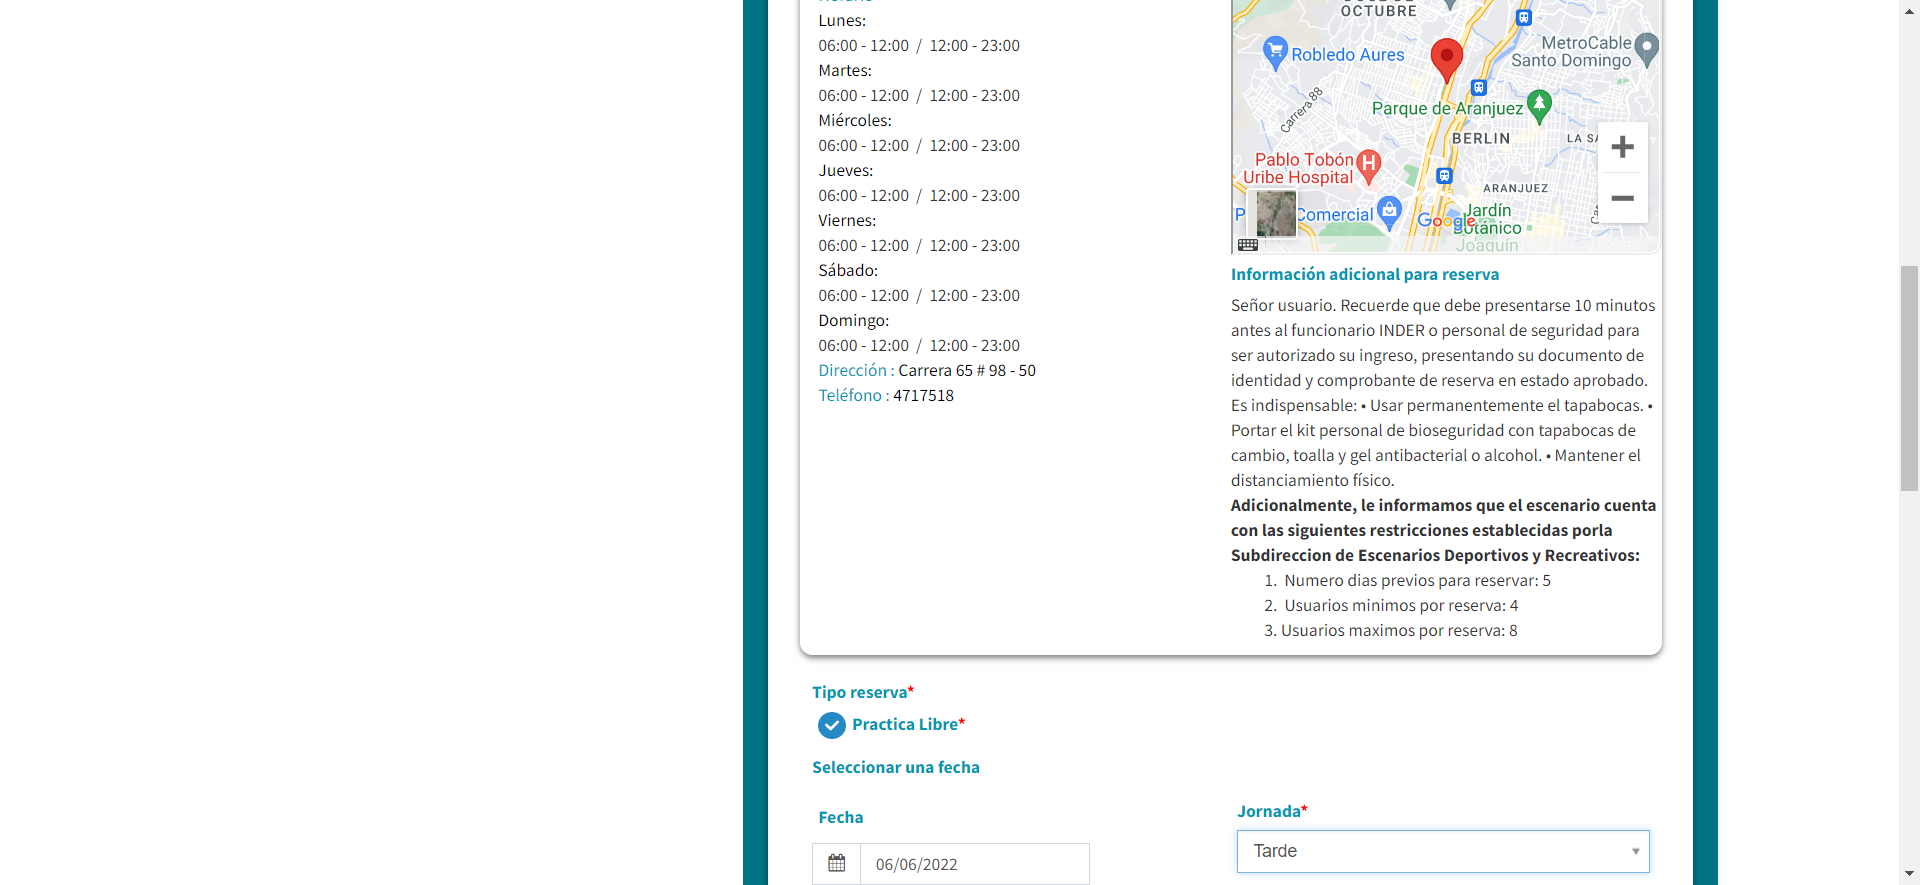 Lunes:
06:00 - 12:00 / 12:00 - 23:00
Martes:
06:00 - 12:00 / 12:00 - 23:00
Miércoles:
06:00 - 12:00 / 12:00 - 23:00
Jueves:
06:00 - 12:00 / 12:00 - 23:00
Viernes:
06:00 - 12:00 / 12:00 - 23:00
Sábado:
06:00 - 12:00 / 12:00 - 23:00
Domingo:
06:00 - 12:00 / 12:00 - 23:00
Dirección : Carrera 65 # 98 - 50
Teléfono : 4717518
OCTUBRE
MetroCable
Santo Domingo
Robledo Aures
Carrera 88
Parque de Aranjuez
BERLIN
LA
Pablo Tobón
Uribe Hospital
ARANJUEZ
Comercial
Google
Jardín
Botánico
Joaquín
Información adicional para reserva
Señor usuario. Recuerde que debe presentarse 10 minutos
antes al funcionario INDER o personal de seguridad para
ser autorizado su ingreso, presentando su documento de
identidad y comprobante de reserva en estado aprobado.
Es indispensable: • Usar permanentemente el tapabocas. •
Portar el kit personal de bioseguridad con tapabocas de
cambio, toalla y gel antibacterial o alcohol. • Mantener el
distanciamiento físico.
Adicionalmente, le informamos que el escenario cuenta
con las siguientes restricciones establecidas porla
Subdireccion de Escenarios Deportivos y Recreativos:
1. Numero dias previos para reservar: 5
2. Usuarios minimos por reserva: 4
3. Usuarios maximos por reserva: 8
Tipo reserva*
Practica Libre*
Seleccionar una fecha
Fecha
06/06/2022
Jornada*
Tarde